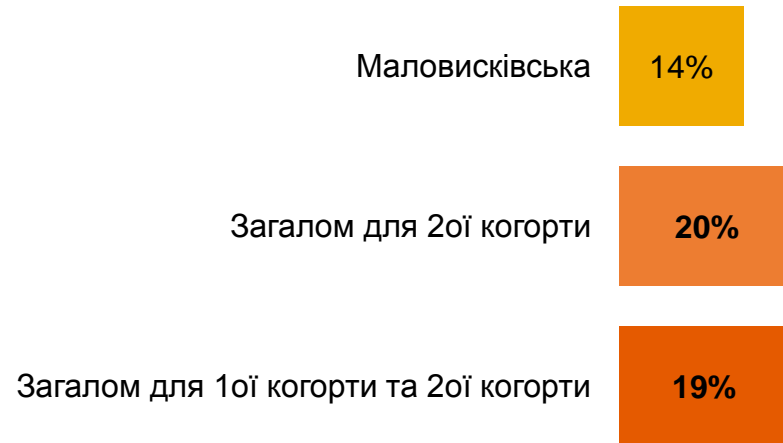 Маловисківська 14%
Загалом для 2ої когорти 20%
Загалом для 1ої когорти та 2ої когорти 19%